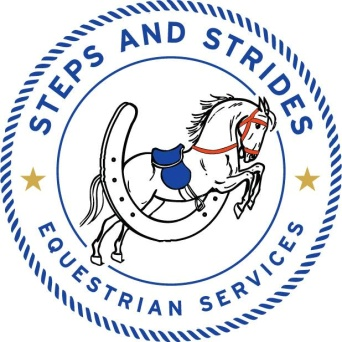 STEPS AND STRIDES
EQUESTRIAN SERVICES